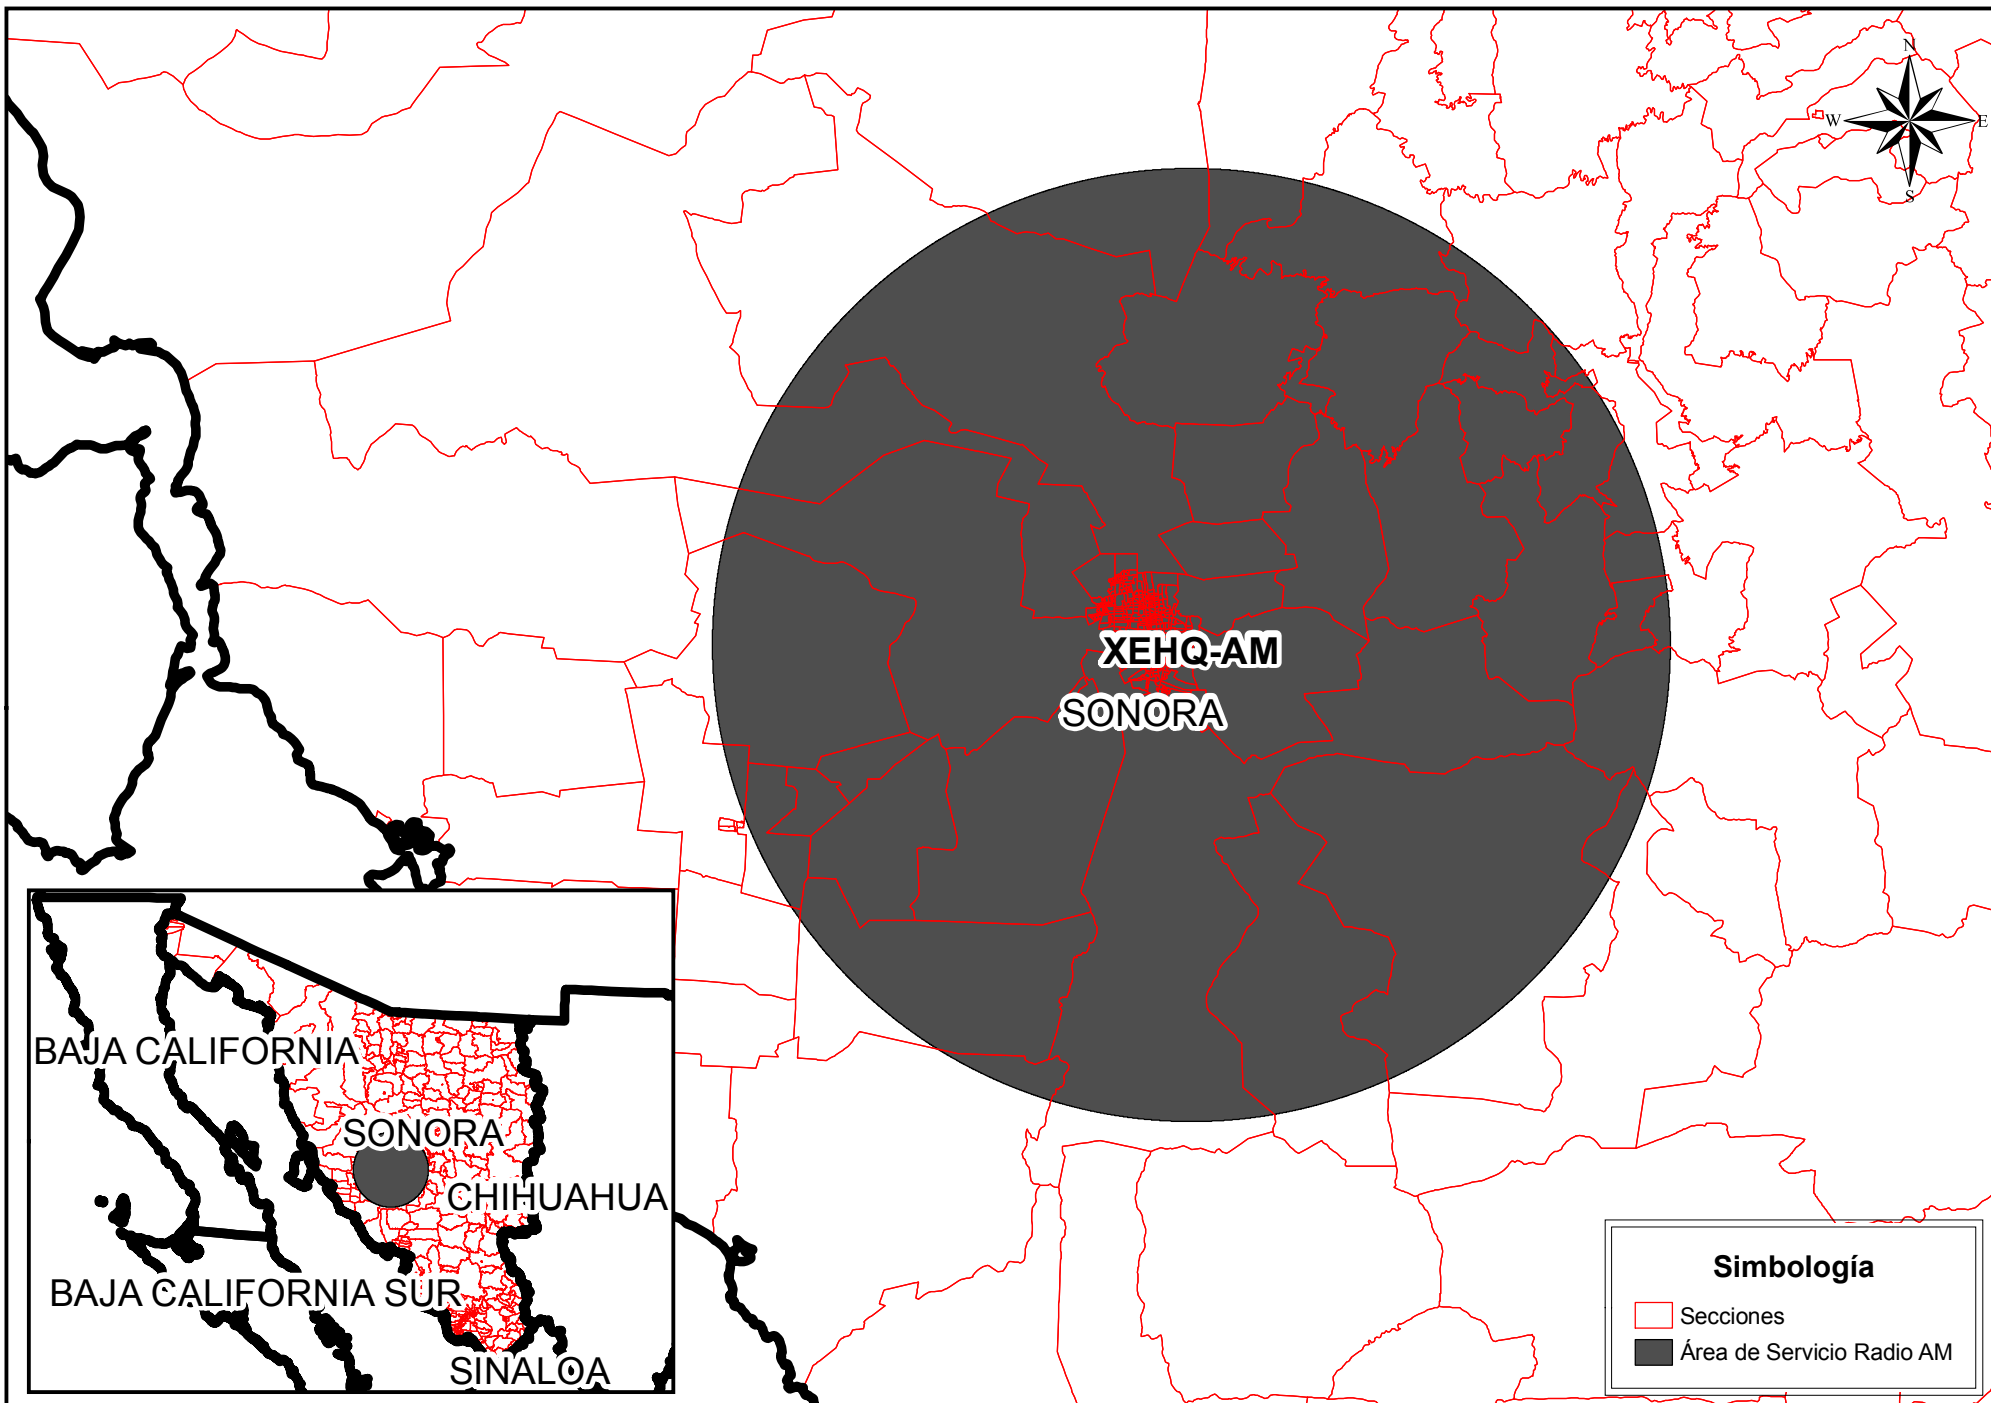 N
W
E
S
XEHQ-AM
SONORA
BAJA CALIFORNIA
SONORA
CHIHUAHUA
BAJA CALIFORNIA SUR
SINALOA
Simbología
Secciones
Área de Servicio Radio AM